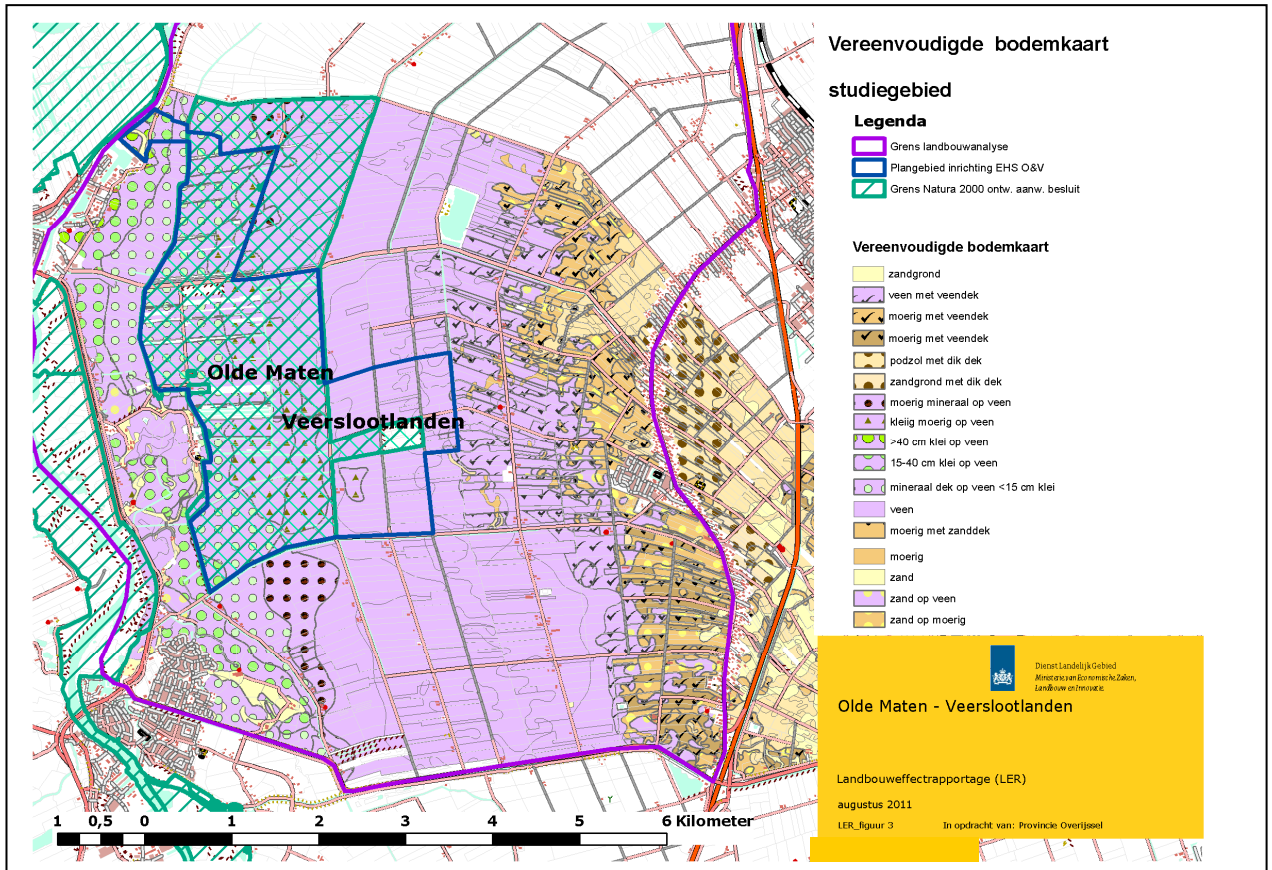 Vereenvoudigde bodemkaart
studiegebied
Legenda
Grens landbouwanalyse
Plangebied inrichting EHS O&V
Grens Natura 2000 ontw. aanw. besluit
Vereenvoudigde bodemkaart
zandgrond
veen met veendek
moerig met veendek
moerig met veendek
podzol met dik dek
zandgrond met dik dek
moerig mineraal op veen
kleiig moerig op veen
>40 cm klei op veen
15-40 cm klei op veen
mineraal dek op veen <15 cm klei
veen
moerig met zanddek
moerig
zand
zand op veen
zand op moerig
Olde Maten
Veerslootlanden
Dienst Landelijk Gebied
Ministerie van Economische Zaken,
Landbouw en Innovatie
Olde Maten - Veerslootlanden
Landbouweffectrapportage (LER)
augustus 2011
LER_figuur 3 In opdracht van: Provincie Overijssel
1 0,5 0 1 2 3 4 5 6 Kilometer